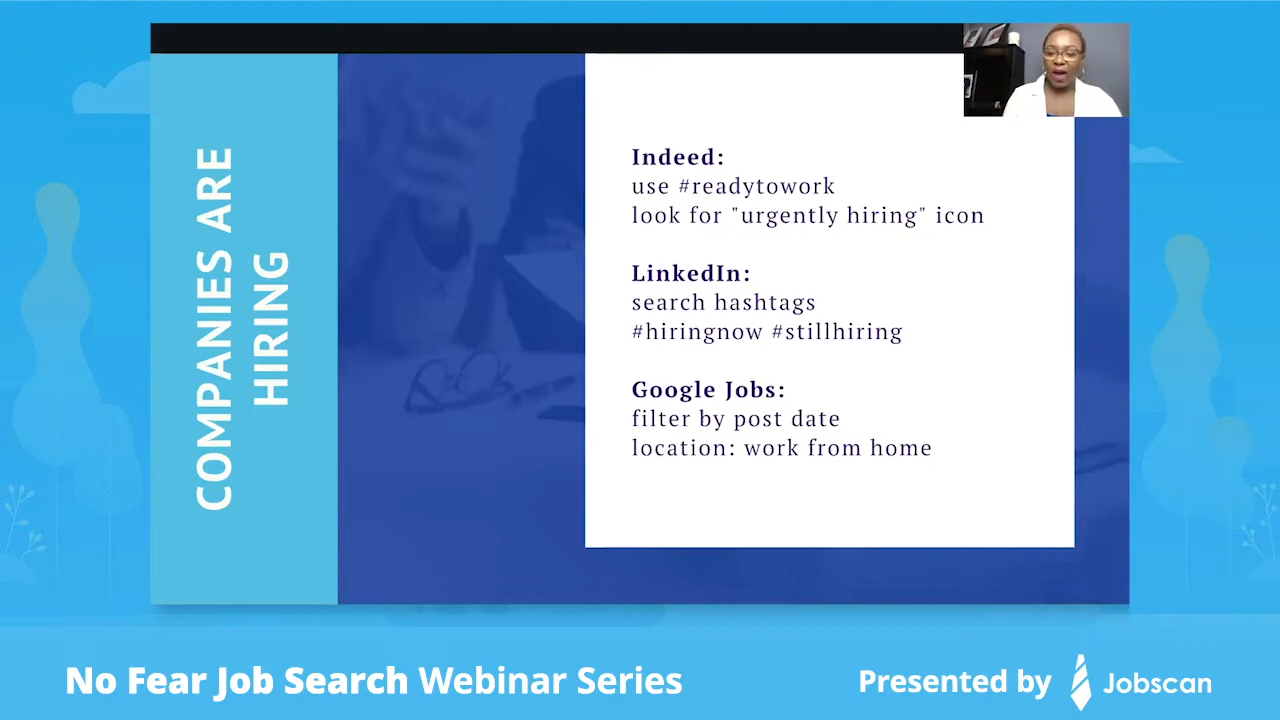 COMPANIES ARE
HIRING
Indeed:
use #readytowork
look for "urgently hiring" icon
LinkedIn:
search hashtags
#hiringnow #stillhiring
Google Jobs:
filter by post date
location: work from home
No Fear Job Search Webinar Series
Presented by Jobscan